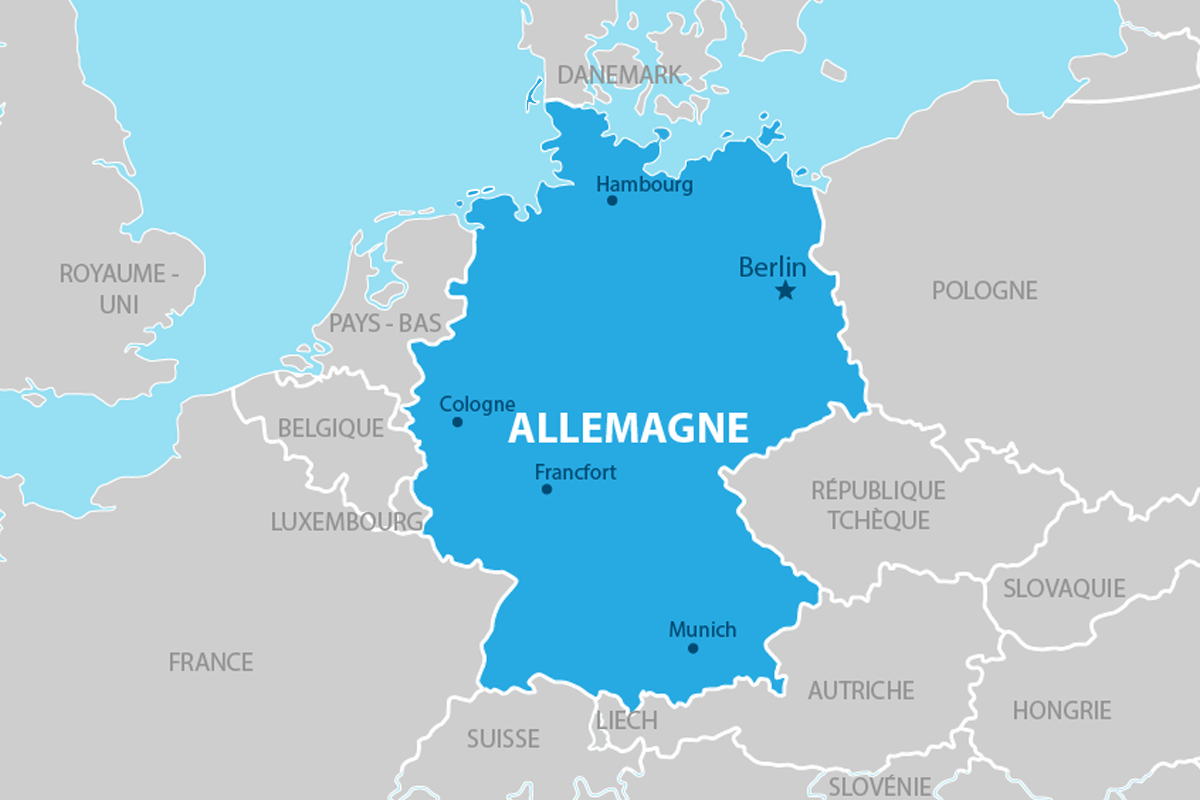 DANEMARK
Hambourg
ROYAUME -
UNI
Berlin
POLOGNE
PAYS - BAS
Cologne
BELGIQUE
ALLEMAGNE
Francfort
RÉPUBLIQUE
TCHÈQUE
LUXEMBOURG
SLOVAQUIE
Munich
FRANCE
AUTRICHE
HONGRIE
LIECH
SUISSE
SLOVÉNIE